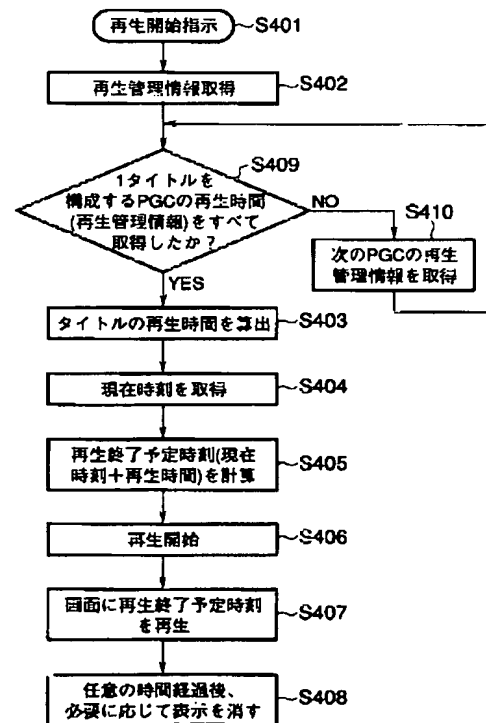 再生開始指示
S401
再生管理情報取得
S402
S409
1タイトルを
構成するPGCの再生時間
(再生管理情報)をすべて
取得したか?
NO
S410
次のPGCの再生
管理情報を取得
YES
タイトルの再生時間を算出
S403
現在時刻を取得
S404
再生終了予定時刻(現在
時刻+再生時間)を計算
S405
再生開始
S406
画面に再生終了予定時刻
を再生
S407
任意の時間経過後、
必要に応じて表示を消す
S408